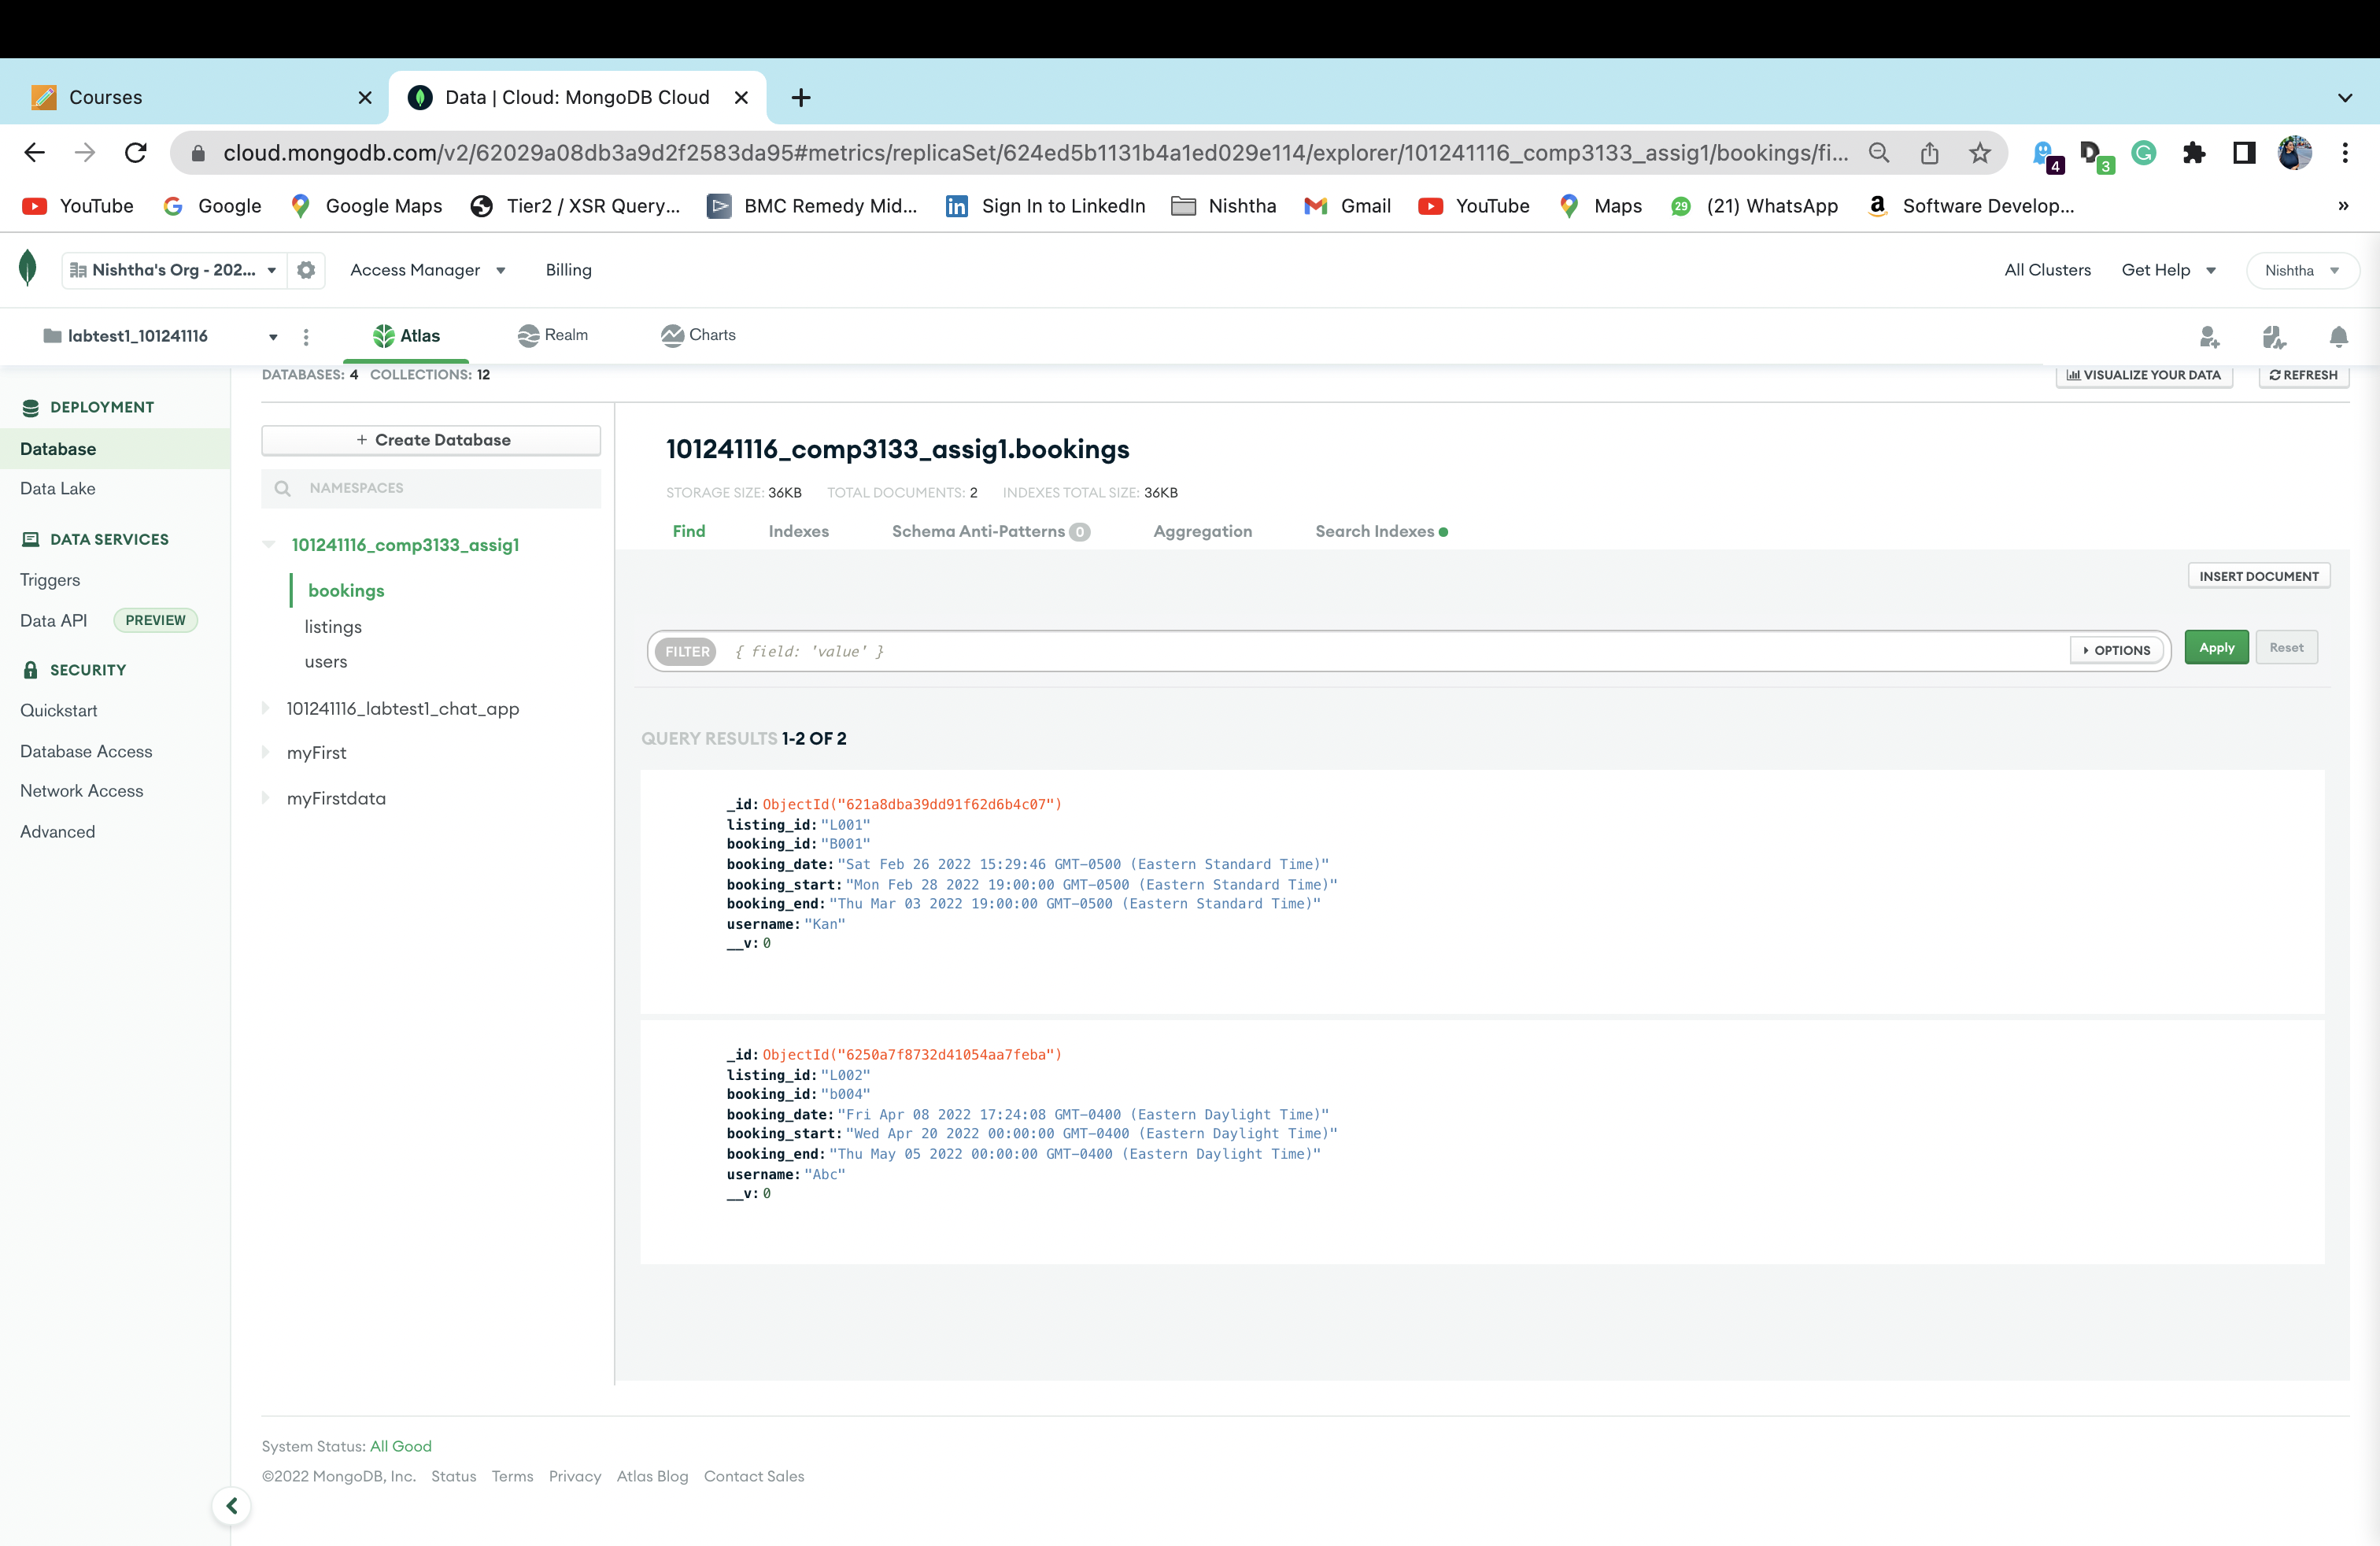 Courses
Data | Cloud: MongoDB Cloud
cloud.mongodb.com/v2/62029a08db3a9d2f2583da95#metrics/replicaSet/624ed5b1131b4a1ed029e114/explorer/101241116_comp3133_assig1/bookings/fi...
4
3
YouTube Google Google Maps Tier2 / XSR Query... BMC Remedy Mid... Sign In to LinkedIn Nishtha Gmail YouTube Maps 29 (21) WhatsApp Software Develop... »
Nishtha's Org - 202... Access Manager Billing All Clusters Get Help Nishtha
labtest1_101241116 Atlas Realm Charts
DATABASES: 4 COLLECTIONS: 12 VISUALIZE YOUR DATA REFRESH
DEPLOYMENT
Database
Data Lake
DATA SERVICES
Triggers
Data API PREVIEW
SECURITY
Quickstart
Database Access
Network Access
Advanced
+ Create Database
NAMESPACES
101241116_comp3133_assig1
bookings
listings
users
101241116_labtest1_chat_app
myFirst
myFirstdata
101241116_comp3133_assig1.bookings
STORAGE SIZE: 36KB TOTAL DOCUMENTS: 2 INDEXES TOTAL SIZE: 36KB
Find Indexes Schema Anti-Patterns 0 Aggregation Search Indexes
INSERT DOCUMENT
FILTER { field: 'value' } OPTIONS Apply Reset
QUERY RESULTS 1-2 OF 2
_id: ObjectId("621a8dba39dd91f62d6b4c07")
listing_id: "L001"
booking_id: "B001"
booking_date: "Sat Feb 26 2022 15:29:46 GMT-0500 (Eastern Standard Time)"
booking_start: "Mon Feb 28 2022 19:00:00 GMT-0500 (Eastern Standard Time)"
booking_end: "Thu Mar 03 2022 19:00:00 GMT-0500 (Eastern Standard Time)"
username: "Kan"
__v: 0
_id: ObjectId("6250a7f8732d41054aa7feba")
listing_id: "L002"
booking_id: "b004"
booking_date: "Fri Apr 08 2022 17:24:08 GMT-0400 (Eastern Daylight Time)"
booking_start: "Wed Apr 20 2022 00:00:00 GMT-0400 (Eastern Daylight Time)"
booking_end: "Thu May 05 2022 00:00:00 GMT-0400 (Eastern Daylight Time)"
username: "Abc"
__v: 0
System Status: All Good
©2022 MongoDB, Inc. Status Terms Privacy Atlas Blog Contact Sales